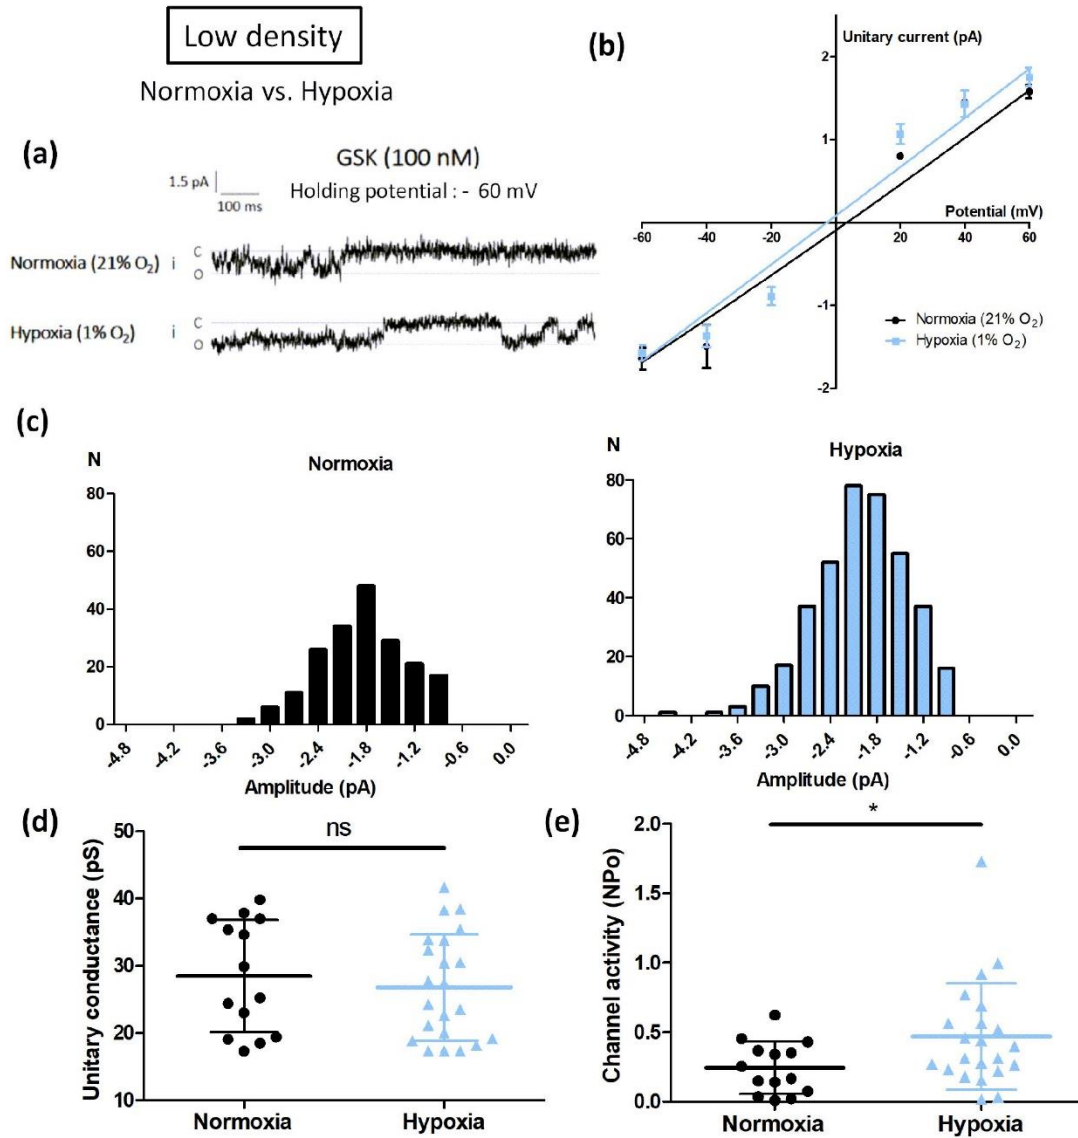 Low density
Normoxia vs. Hypoxia
(a)
GSK (100 nM)
1.5 pA
100 ms
Holding potential : - 60 mV
Normoxia (21% O₂) i C
O
Hypoxia (1% O₂) i C
O
(b)
Unitary current (pA)
2
1
Potential (mV)
-60 -40 -20 20 40 60
-1
-2
Normoxia (21% O₂)
Hypoxia (1% O₂)
(c)
N
Normoxia
80
60
40
20
0
-4.8 -4.2 -3.6 -3.0 -2.4 -1.8 -1.2 -0.6 0.0
Amplitude (pA)
N
Hypoxia
80
60
40
20
0
-4.8 -4.2 -3.6 -3.0 -2.4 -1.8 -1.2 -0.6 0.0
Amplitude (pA)
(d)
ns
Unitary conductance (pS)
50
40
30
20
10
Normoxia Hypoxia
(e)
*
Channel activity (NPo)
2.0
1.5
1.0
0.5
0.0
Normoxia Hypoxia